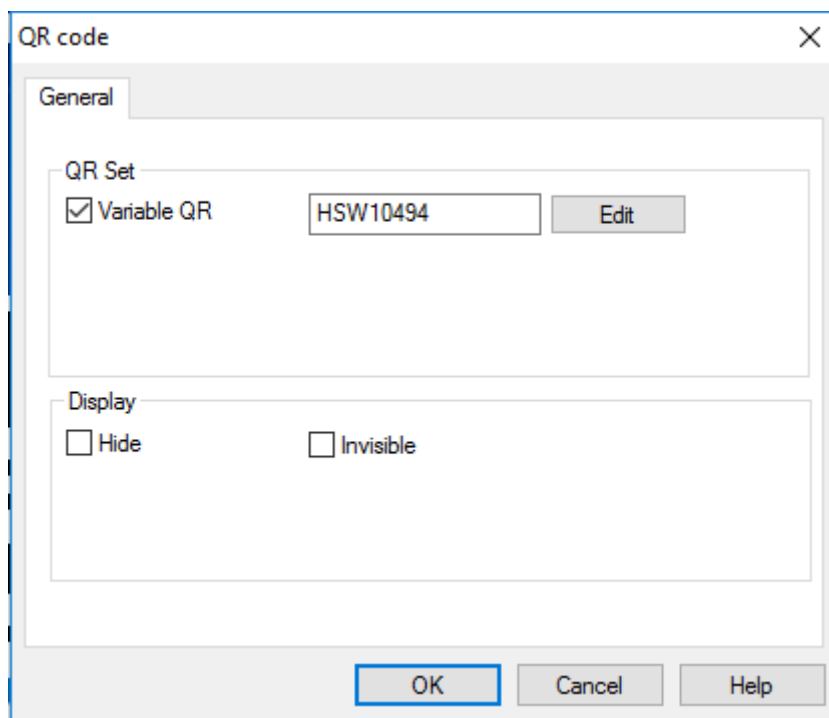 QR code
General
QR Set
Variable QR HSW10494 Edit
Display
Hide Invisible
OK Cancel Help